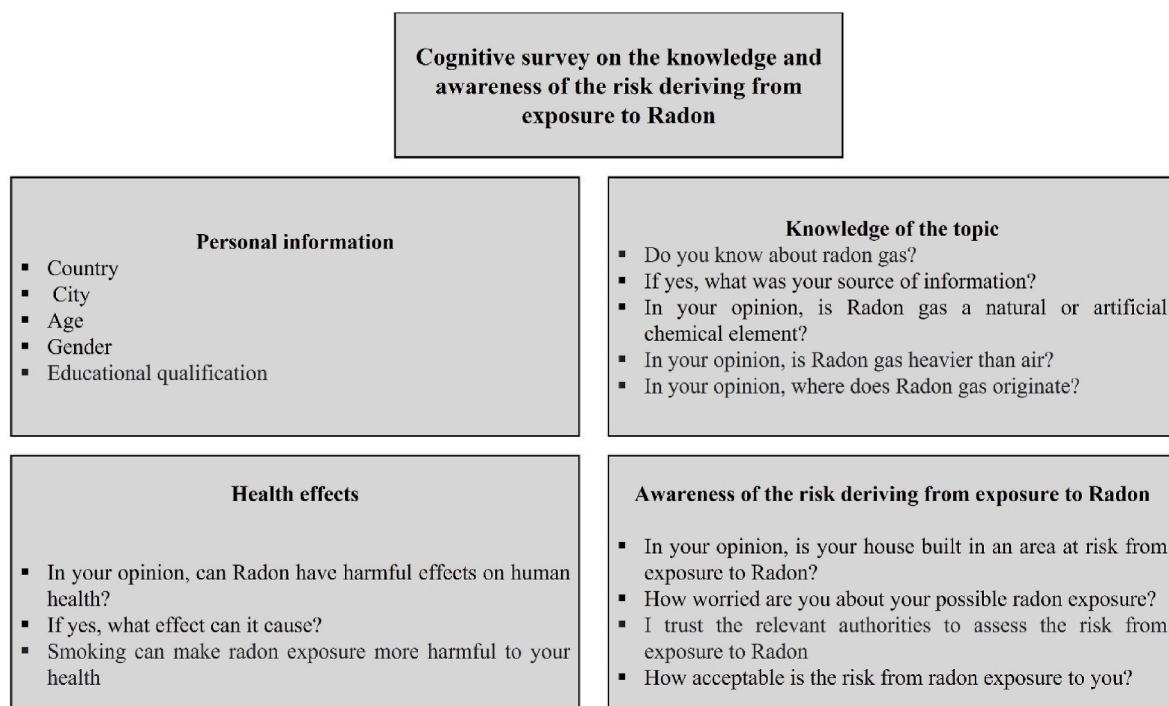 Cognitive survey on the knowledge and
awareness of the risk deriving from
exposure to Radon
Personal information
▪ Country
▪ City
▪ Age
▪ Gender
▪ Educational qualification
Knowledge of the topic
▪ Do you know about radon gas?
▪ If yes, what was your source of information?
▪ In your opinion, is Radon gas a natural or artificial
chemical element?
▪ In your opinion, is Radon gas heavier than air?
▪ In your opinion, where does Radon gas originate?
Health effects
▪ In your opinion, can Radon have harmful effects on human
health?
▪ If yes, what effect can it cause?
▪ Smoking can make radon exposure more harmful to your
health
Awareness of the risk deriving from exposure to Radon
▪ In your opinion, is your house built in an area at risk from
exposure to Radon?
▪ How worried are you about your possible radon exposure?
▪ I trust the relevant authorities to assess the risk from
exposure to Radon
▪ How acceptable is the risk from radon exposure to you?